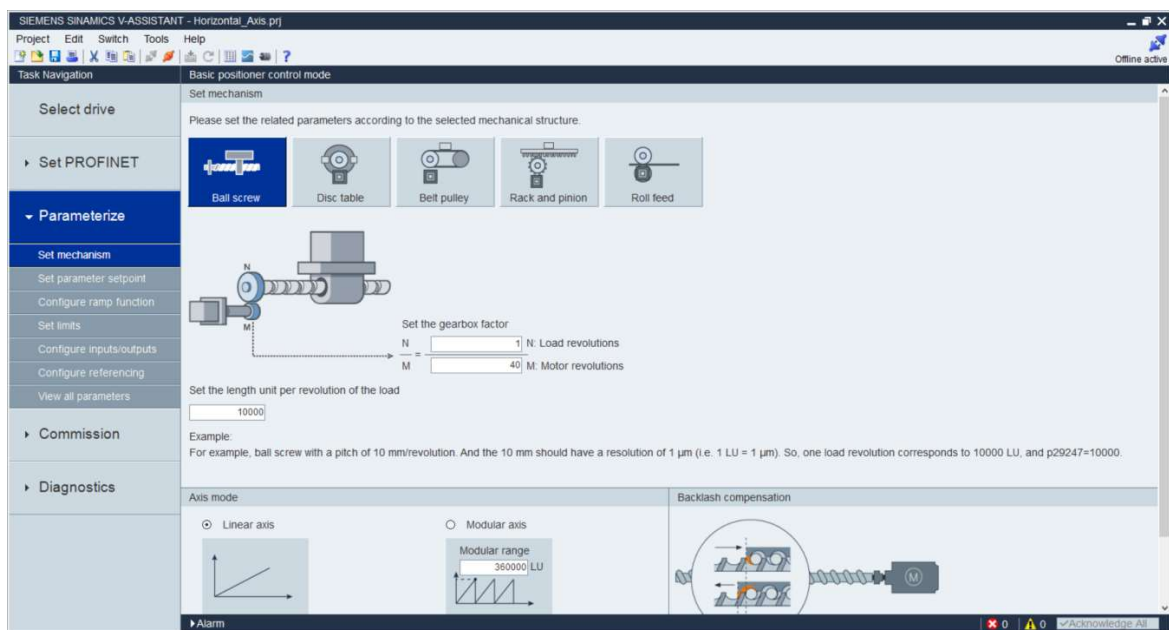 SIEMENS SINAMICS V-ASSISTANT - Horizontal_Axis.prj
Project Edit Switch Tools Help
Offline active
Task Navigation
Basic positioner control mode
Select drive
Set PROFINET
Parameterize
Set mechanism
Set parameter setpoint
Configure ramp function
Set limits
Configure inputs/outputs
Configure referencing
View all parameters
Commission
Diagnostics
Set mechanism
Please set the related parameters according to the selected mechanical structure.
Ball screw
Disc table
Belt pulley
Rack and pinion
Roll feed
N
M
Set the gearbox factor
N
=
M
1 N: Load revolutions
40 M: Motor revolutions
Set the length unit per revolution of the load
10000
Example:
For example, ball screw with a pitch of 10 mm/revolution. And the 10 mm should have a resolution of 1 μm (i.e. 1 LU = 1 μm). So, one load revolution corresponds to 10000 LU, and p29247=10000.
Axis mode
Linear axis
Modular axis
Modular range
360000 LU
Backlash compensation
M
Alarm
0
0
Acknowledge All